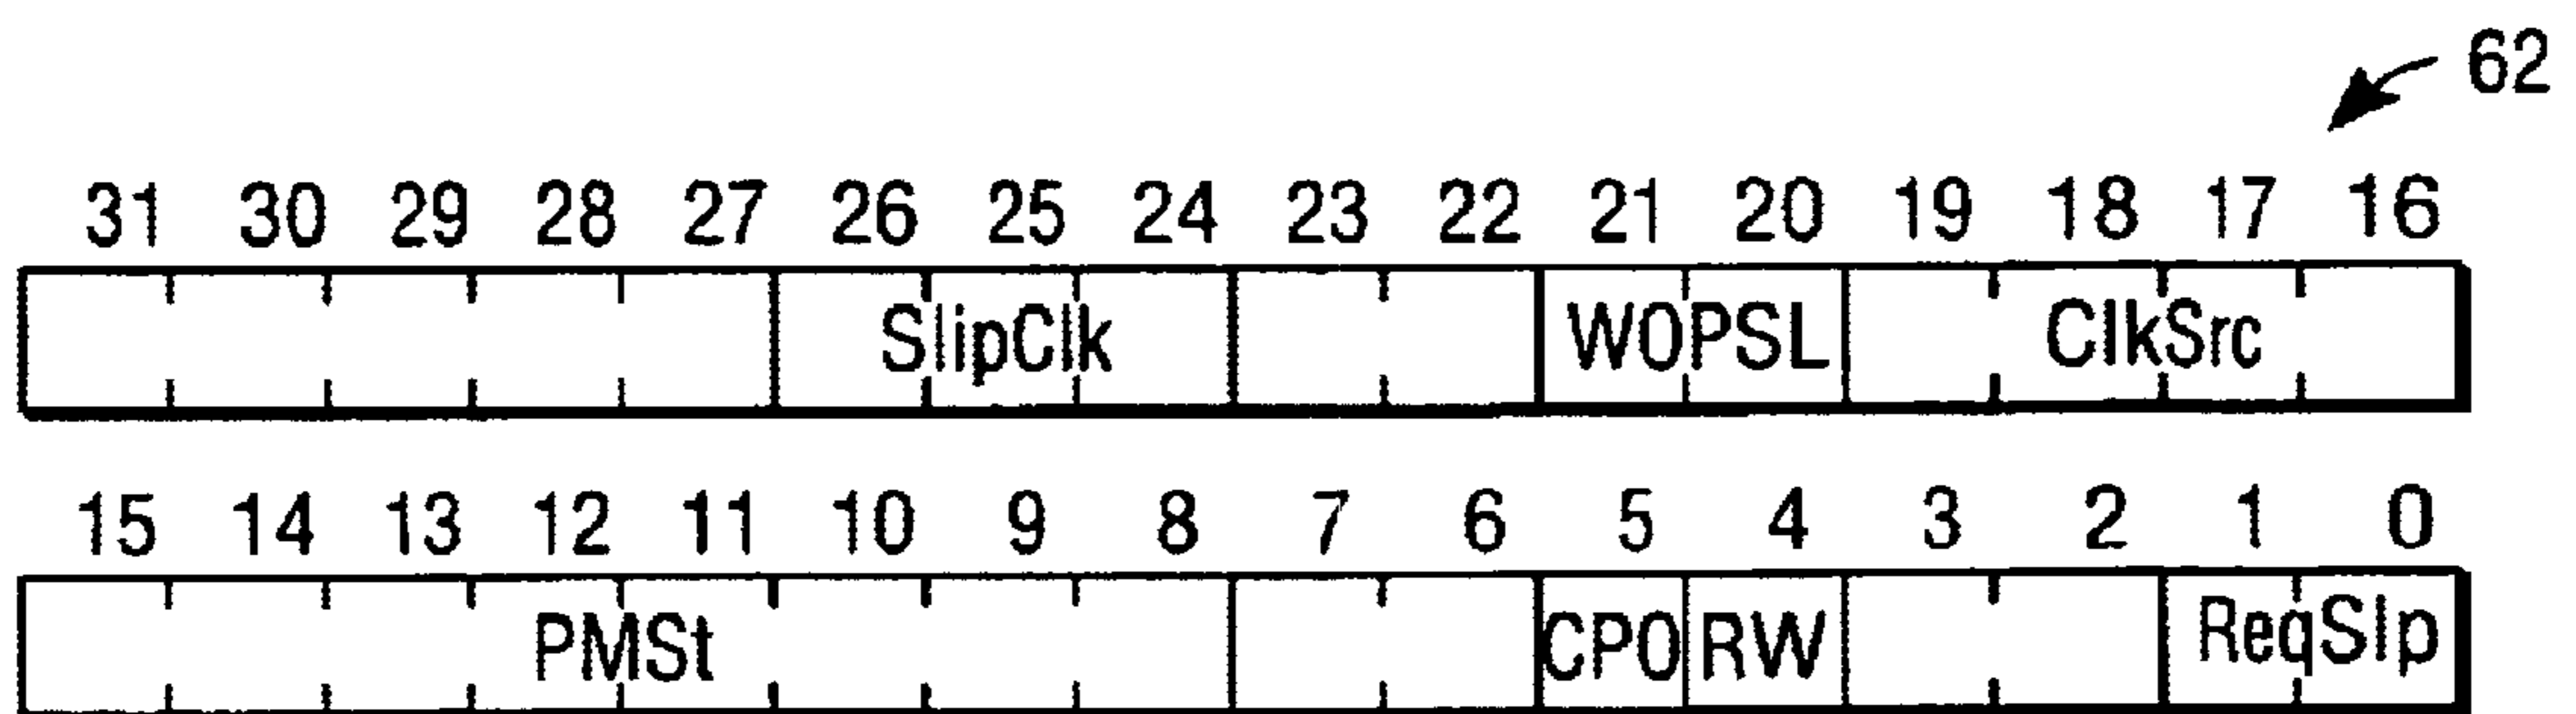 62
31 30 29 28 27 26 25 24 23 22 21 20 19 18 17 16
SlipClk WOPSL ClkSrc
15 14 13 12 11 10 9 8 7 6 5 4 3 2 1 0
PMSt CPO RW ReqSlp